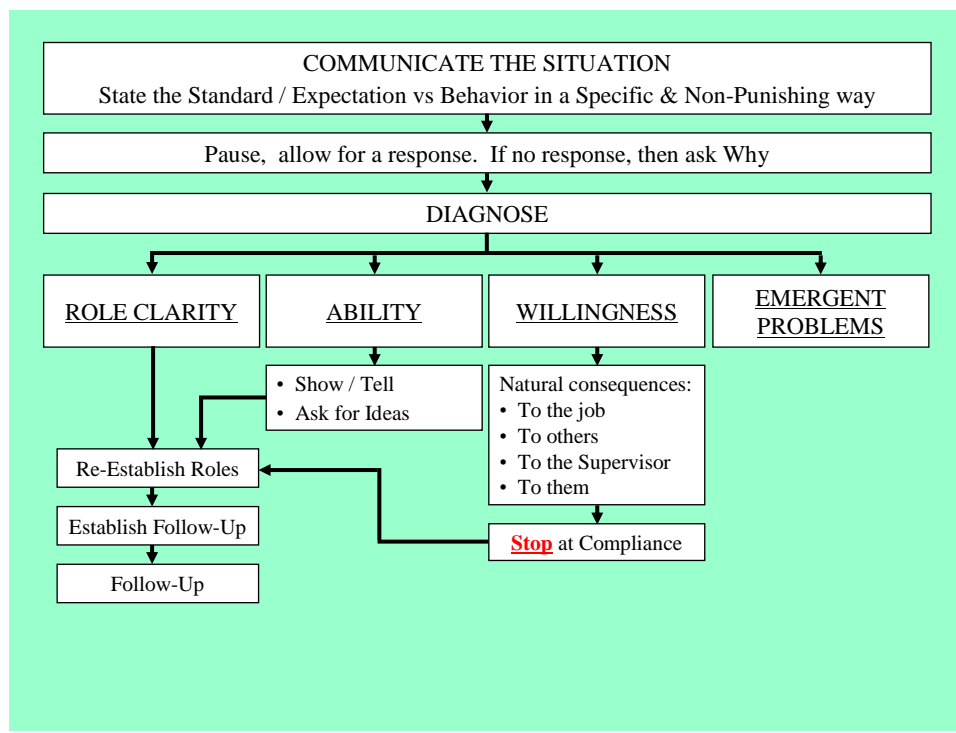 COMMUNICATE THE SITUATION
State the Standard / Expectation vs Behavior in a Specific & Non-Punishing way
Pause, allow for a response. If no response, then ask Why
DIAGNOSE
ROLE CLARITY
ABILITY
WILLINGNESS
EMERGENT
PROBLEMS
• Show / Tell
• Ask for Ideas
Natural consequences:
• To the job
• To others
• To the Supervisor
• To them
Re-Establish Roles
Establish Follow-Up
Stop at Compliance
Follow-Up